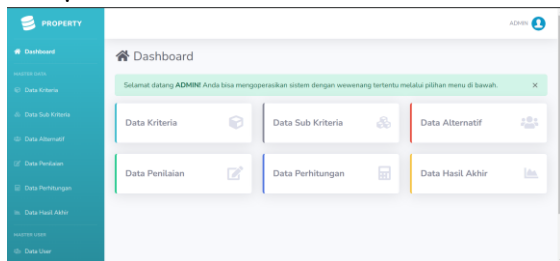 PROPERTY
ADMIN
Dashboard
MASTER DATA
Data Kriteria
Data Sub Kriteria
Data Alternatif
Data Penilaian
Data Perhitungan
Data Hasil Akhir
MASTER USER
Data User
Dashboard
Selamat datang ADMIN! Anda bisa mengoperasikan sistem dengan wewenang tertentu melalui pilihan menu di bawah. ×
Data Kriteria
Data Sub Kriteria
Data Alternatif
Data Penilaian
Data Perhitungan
Data Hasil Akhir